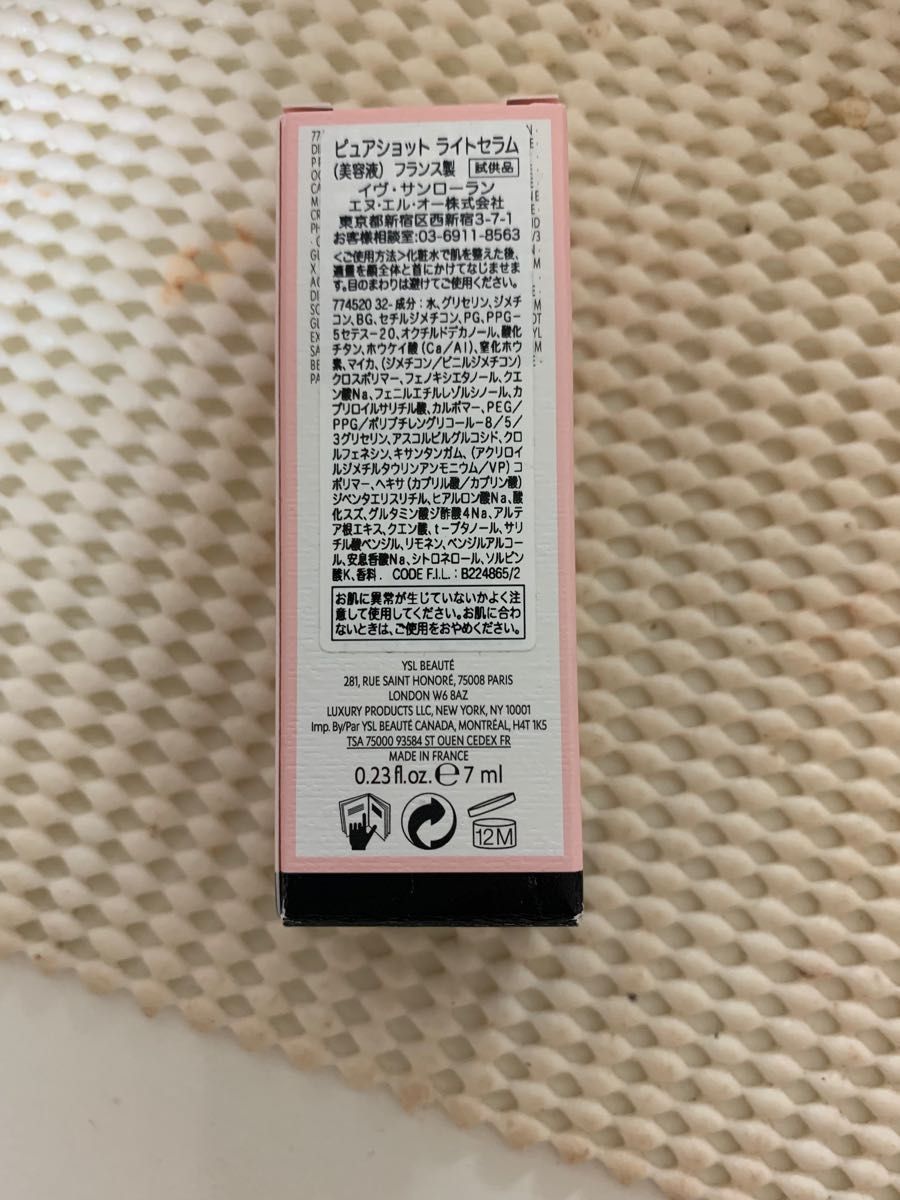 ピュアショット ライトセラム
(美容液) フランス製 試供品
イヴ・サンローラン
エヌ・エル・オー株式会社
東京都新宿区西新宿3-7-1
お客様相談室:03-6911-8563
<ご使用方法>化粧水で肌を整えた後、
適量を顔全体と首にかけてなじませま
す。目のまわりは避けてご使用ください。
774520 32-成分:水、グリセリン、ジメチ
コン、BG、セチルジメチコン、PG、PPG-
5セテス-20、オクチルドデカノール、酸化
チタン、ホウケイ酸(Ca/Al)、窒化ホウ
素、マイカ、(ジメチコン/ビニルジメチコン)
クロスポリマー、フェノキシエタノール、クエ
ン酸Na、フェニルエチルレゾルシノール、カ
プリロイルサリチル酸、カルボマー、PEG/
PPG/ポリブチレングリコール-8/5/
3グリセリン、アスコルビルグルコシド、クロ
ルフェネシン、キサンタンガム、(アクリロイ
ルジメチルタウリンアンモニウム/VP)コ
ポリマー、ヘキサ(カプリル酸/カプリン酸)
ジペンタエリスリチル、ヒアルロン酸Na、酸
化スズ、グルタミン酸ジ酢酸4Na、アルテ
ア根エキス、クエン酸、t-ブタノール、サリ
チル酸ベンジル、リモネン、ベンジルアルコー
ル、安息香酸Na、シトロネロール、ソルビン
酸K、香料. CODE F.I.L. : B224865/2
お肌に異常が生じていないかよく注
意して使用してください。お肌に合わ
ないときは、ご使用をおやめください。
YSL BEAUTÉ
281, RUE SAINT HONORÉ, 75008 PARIS
LONDON W6 8AZ
LUXURY PRODUCTS LLC, NEW YORK, NY 10001
Imp. By/Par YSL BEAUTÉ CANADA, MONTRÉAL, H4T 1K5
TSA 75000 93584 ST OUEN CEDEX FR
MADE IN FRANCE
0.23 fl.oz. ℮ 7 ml
12M